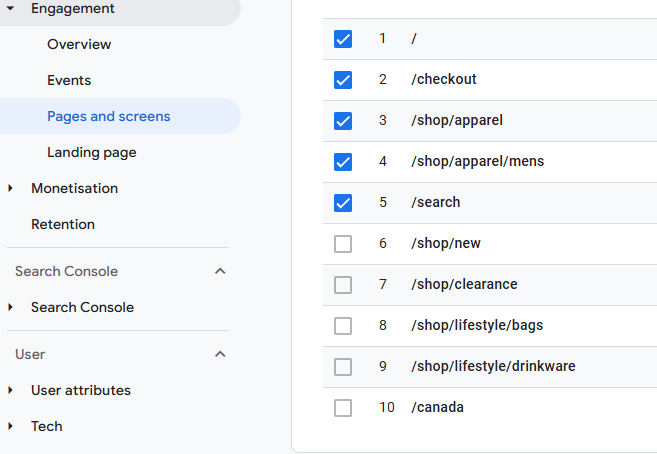 Engagement
Overview
Events
Pages and screens
Landing page
Monetisation
Retention
Search Console
Search Console
User
User attributes
Tech
1 /
2 /checkout
3 /shop/apparel
4 /shop/apparel/mens
5 /search
6 /shop/new
7 /shop/clearance
8 /shop/lifestyle/bags
9 /shop/lifestyle/drinkware
10 /canada